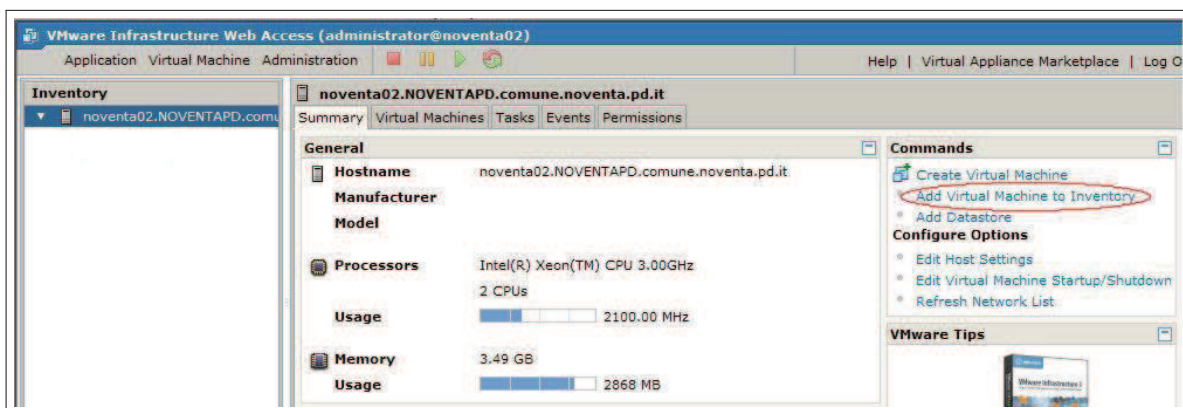 VMware Infrastructure Web Access (administrator@noventa02)
Application Virtual Machine Administration
Help | Virtual Appliance Marketplace | Log O
Inventory
noventa02.NOVENTAPD.comu
noventa02.NOVENTAPD.comune.noventa.pd.it
Summary Virtual Machines Tasks Events Permissions
General
Hostname noventa02.NOVENTAPD.comune.noventa.pd.it
Manufacturer
Model
Processors Intel(R) Xeon(TM) CPU 3.00GHz
2 CPUs
Usage 2100.00 MHz
Memory 3.49 GB
Usage 2868 MB
Commands
Create Virtual Machine
Add Virtual Machine to Inventory
Add Datastore
Configure Options
Edit Host Settings
Edit Virtual Machine Startup/Shutdown
Refresh Network List
VMware Tips
VMware Infrastructure 3